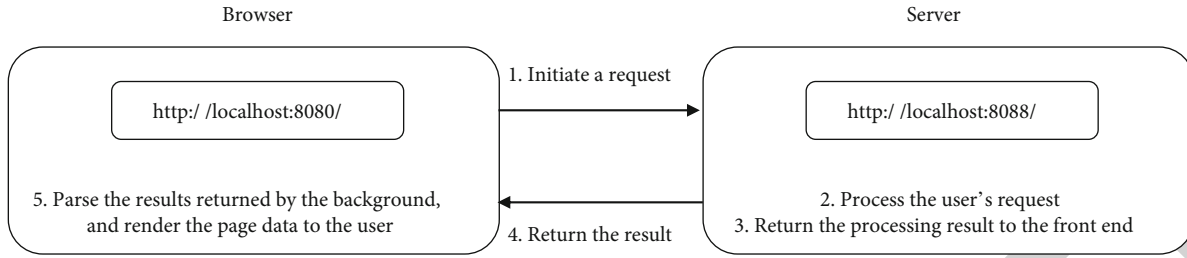 Browser
Server
1. Initiate a request
http:/ /localhost:8080/
http:/ /localhost:8088/
5. Parse the results returned by the background,
and render the page data to the user
2. Process the user's request
3. Return the processing result to the front end
4. Return the result